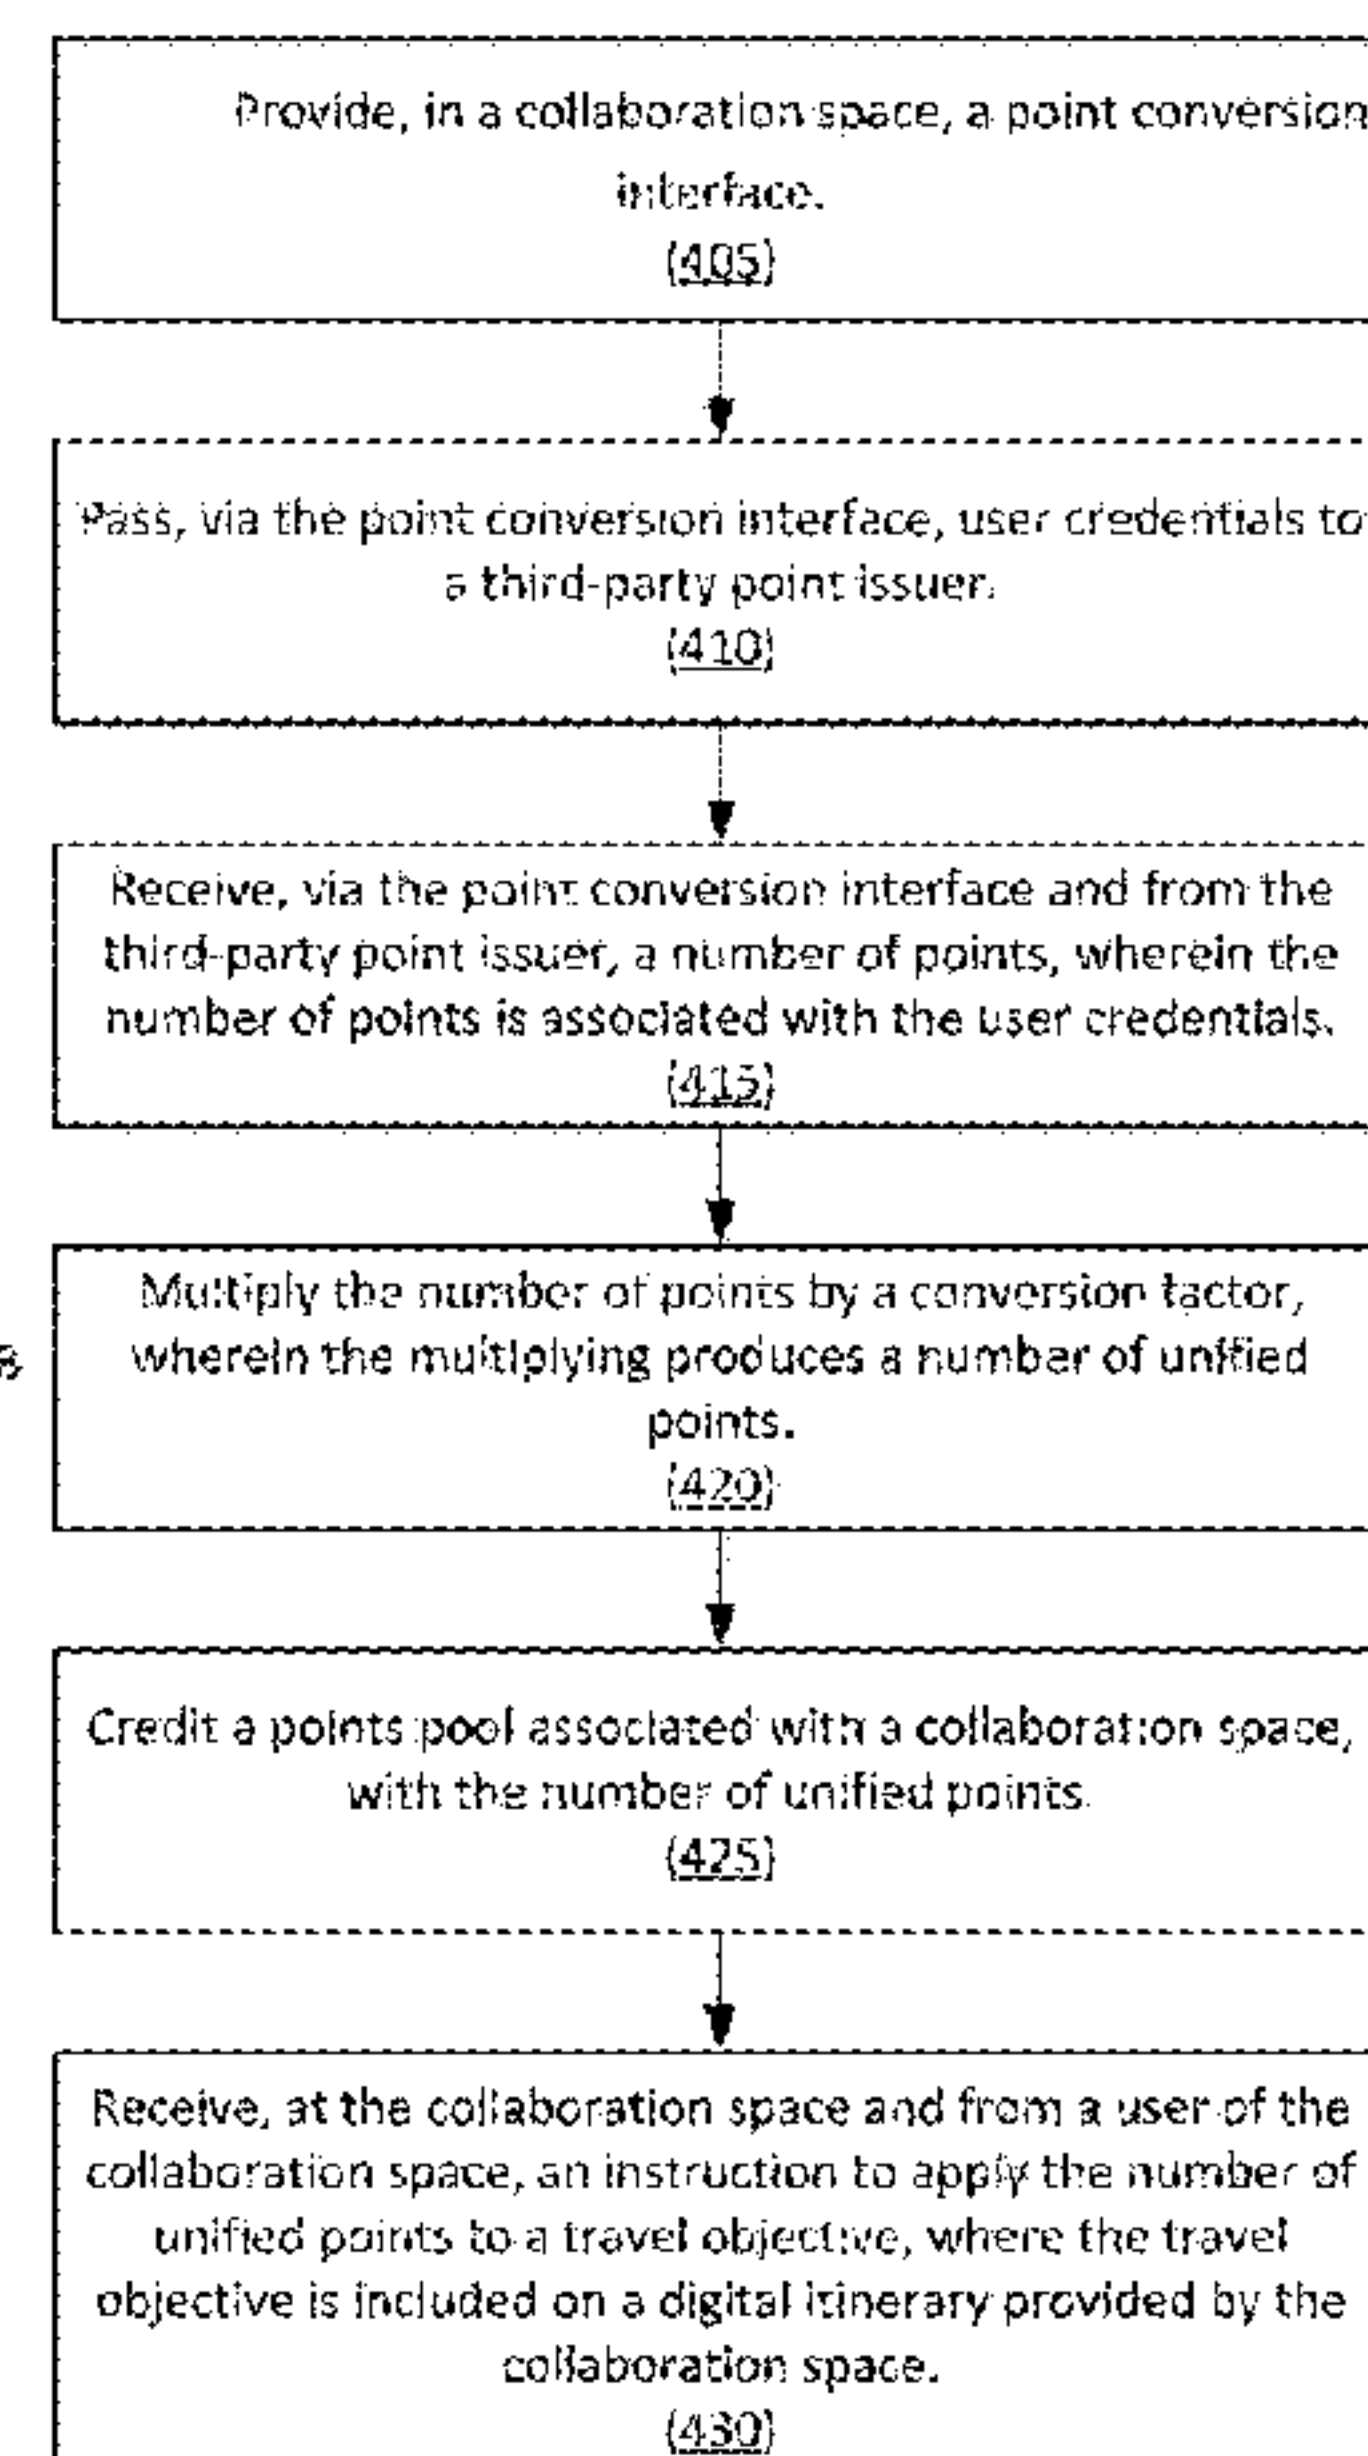 Provide, in a collaboration space, a point conversion
interface.
(405)
Pass, via the point conversion interface, user credentials to
a third-party point issuer.
(410)
Receive, via the point conversion interface and from the
third-party point issuer, a number of points, wherein the
number of points is associated with the user credentials.
(415)
Multiply the number of points by a conversion factor,
wherein the multiplying produces a number of unified
points.
(420)
Credit a points pool associated with a collaboration space,
with the number of unified points.
(425)
Receive, at the collaboration space and from a user of the
collaboration space, an instruction to apply the number of
unified points to a travel objective, where the travel
objective is included on a digital itinerary provided by the
collaboration space.
(430)